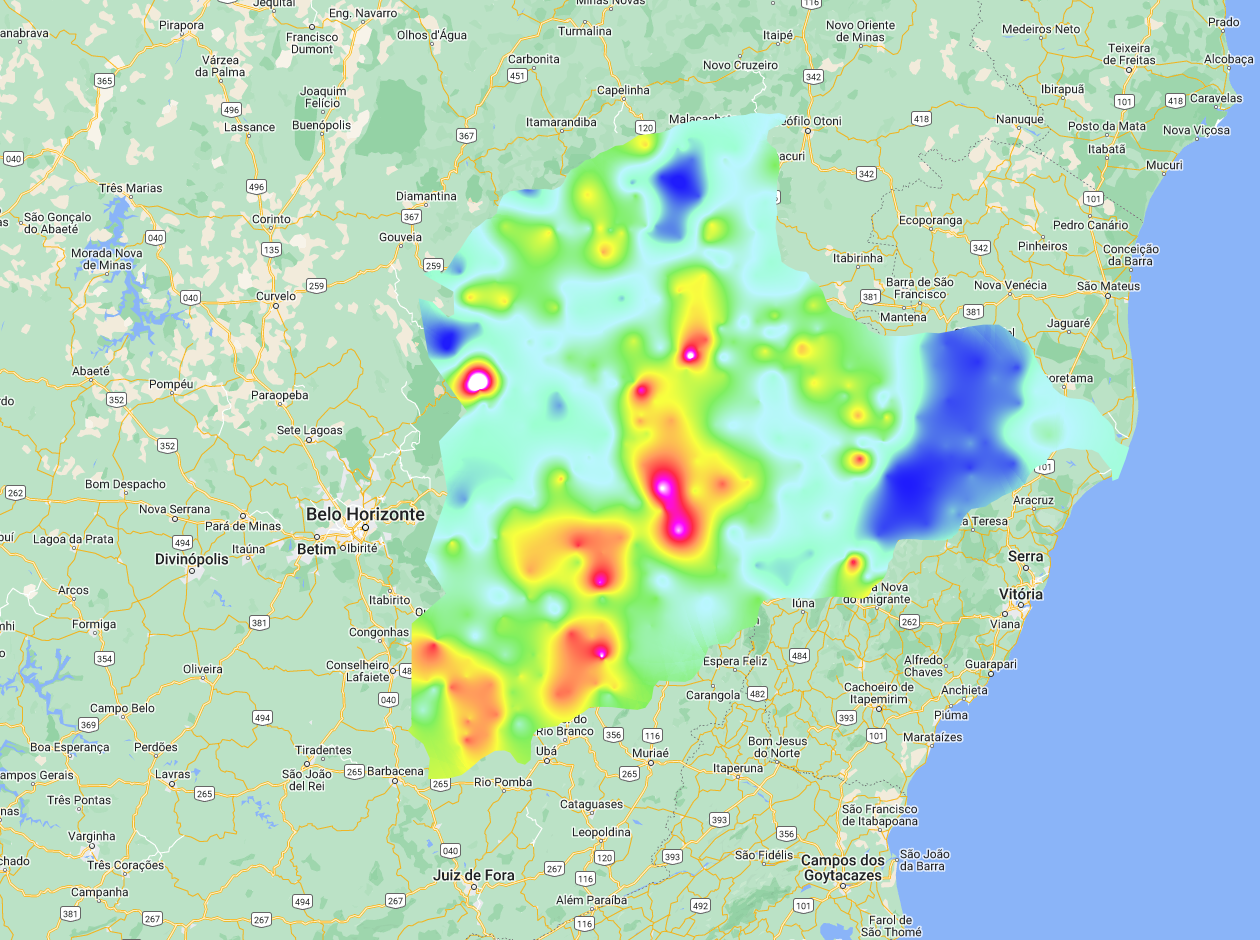 Jequitaí
116
Minas Novas
Prado
anabrava
Pirapora
Eng. Navarro
Francisco
Dumont
Olhos d'Água
Turmalina
Itaipé
Novo Oriente
de Minas
Medeiros Neto
Teixeira
de Freitas
Alcobaça
Várzea
da Palma
365
Carbonita
451
Novo Cruzeiro
342
Ibirapuã
101
418
Caravelas
Joaquim
Felício
496
Capelinha
Lassance
Buenópolis
367
Itamarandiba
120
Malacachet
eófilo Otoni
418
Nanuque
Posto da Mata
Nova Viçosa
Itabatã
040
acuri
342
Mucuri
Três Marias
496
Diamantina
367
101
São Gonçalo
do Abaeté
Corinto
Gouveia
Ecoporanga
Pedro Canário
040
135
342
Pinheiros
Conceição
da Barra
Morada Nova
de Minas
259
259
Itabirinha
040
Curvelo
381
Barra de São
Francisco
Nova Venécia
São Mateus
Mantena
381
Jaguaré
Abaeté
Pompéu
Paraopeba
oretama
352
rdo
Sete Lagoas
352
101
Bom Despacho
262
Nova Serrana
Belo Horizonte
Pará de Minas
Aracruz
a Teresa
puí
Lagoa da Prata
494
Itaúna
Betim
Ibirité
Divinópolis
Serra
Arcos
Itabirito
a Nova
do Imigrante
Vitória
Iúna
mhi
Formiga
381
Congonhas
262
Viana
354
Oliveira
Conselheiro
Lafaiete
48
Espera Feliz
484
Alfredo
Chaves
Guarapari
040
Carangola
482
Cachoeiro de
Itapemirim
Anchieta
Campo Belo
369
494
do
Rio Branco
356
116
393
Piúma
Boa Esperança
Perdões
Tiradentes
Ubá
Muriaé
Bom Jesus
do Norte
101
Marataízes
ampos Gerais
Lavras
São João
del Rei
265
Barbacena
265
Rio Pomba
265
Itaperuna
Três Pontas
265
Cataguases
São Francisco
de Itabapoana
Varginha
Leopoldina
393
356
040
120
393
São Fidélis
Campos dos
Goytacazes
São João
da Barra
chado
Três Corações
267
116
Juiz de Fora
Campanha
494
267
Além Paraíba
492
101
381
267
267
116
Farol de
São Thomé